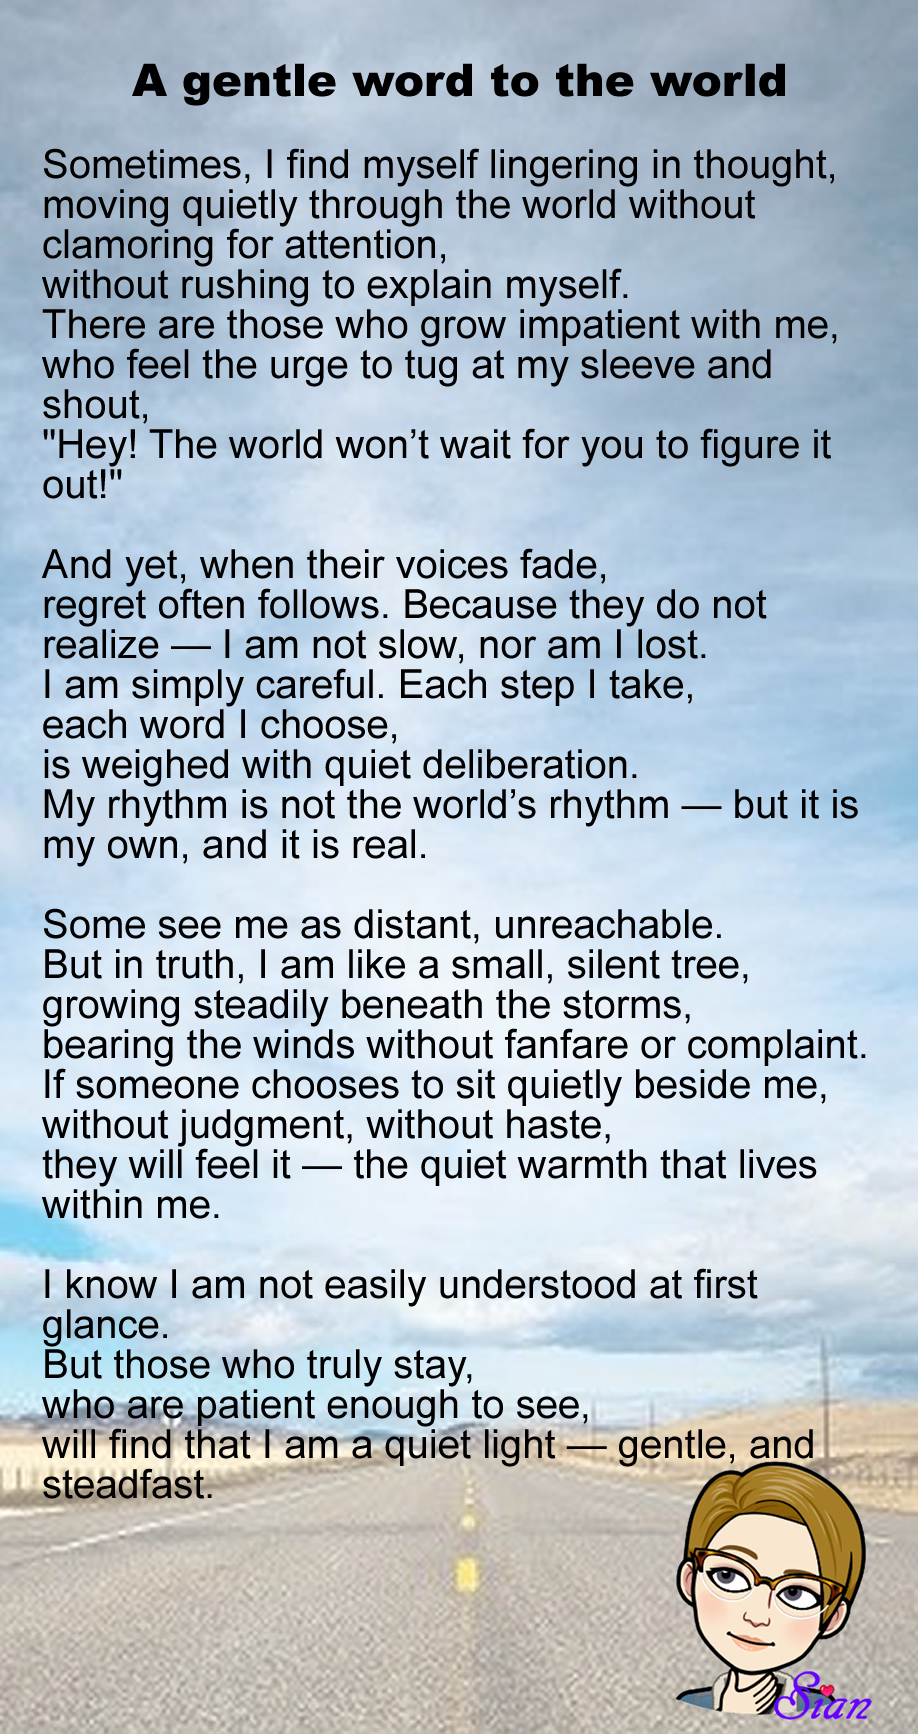 A gentle word to the world
Sometimes, I find myself lingering in thought,
moving quietly through the world without
clamoring for attention,
without rushing to explain myself.
There are those who grow impatient with me,
who feel the urge to tug at my sleeve and
shout,
"Hey! The world won’t wait for you to figure it
out!"
And yet, when their voices fade,
regret often follows. Because they do not
realize — I am not slow, nor am I lost.
I am simply careful. Each step I take,
each word I choose,
is weighed with quiet deliberation.
My rhythm is not the world’s rhythm — but it is
my own, and it is real.
Some see me as distant, unreachable.
But in truth, I am like a small, silent tree,
growing steadily beneath the storms,
bearing the winds without fanfare or complaint.
If someone chooses to sit quietly beside me,
without judgment, without haste,
they will feel it — the quiet warmth that lives
within me.
I know I am not easily understood at first
glance.
But those who truly stay,
who are patient enough to see,
will find that I am a quiet light — gentle, and
steadfast.
Sian